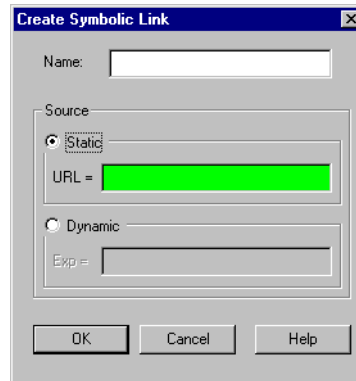 Create Symbolic Link
Name:
Source
Static
URL =
Dynamic
Exp =
OK Cancel Help